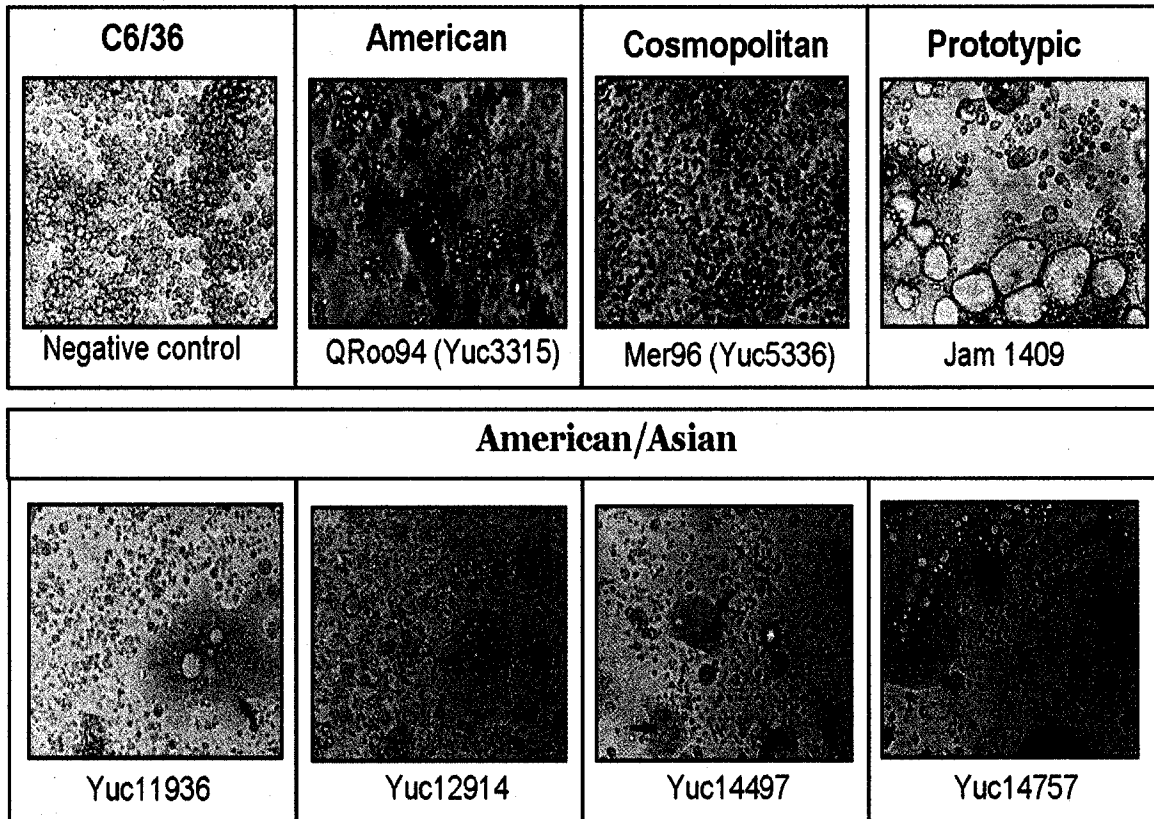 C6/36 American Cosmopolitan Prototypic
Negative control QRoo94 (Yuc3315) Mer96 (Yuc5336) Jam 1409
American/Asian
Yuc11936 Yuc12914 Yuc14497 Yuc14757